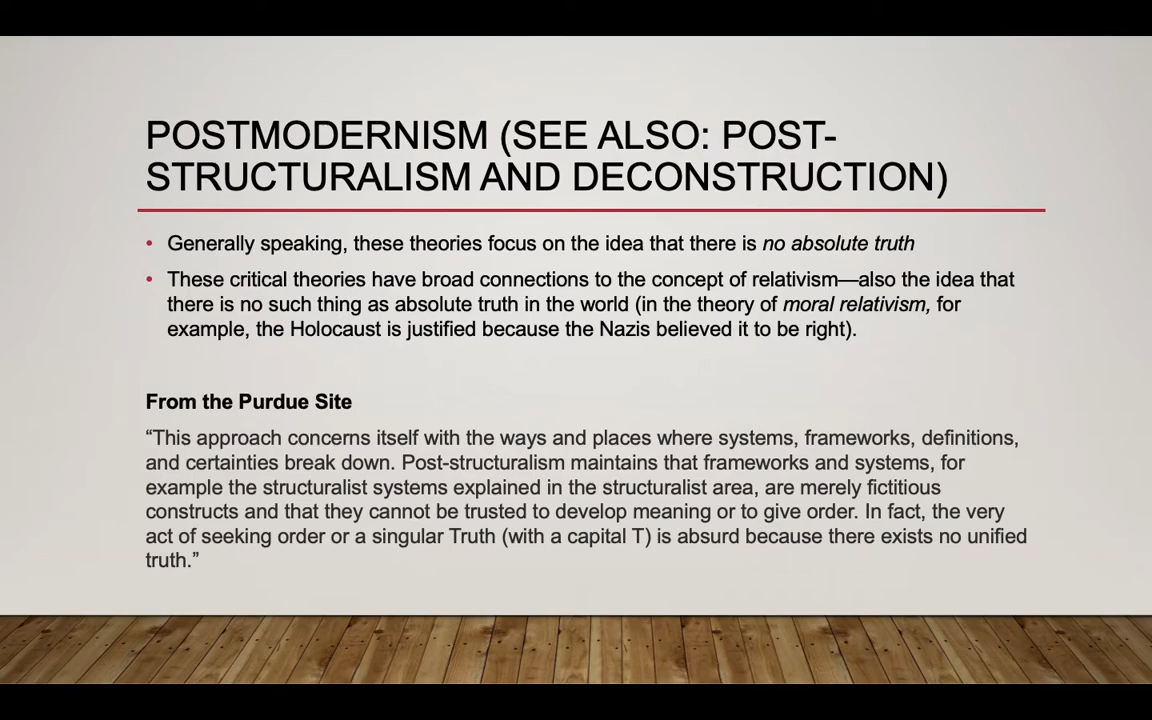 POSTMODERNISM (SEE ALSO: POST-
STRUCTURALISM AND DECONSTRUCTION)
• Generally speaking, these theories focus on the idea that there is no absolute truth
• These critical theories have broad connections to the concept of relativism—also the idea that
there is no such thing as absolute truth in the world (in the theory of moral relativism, for
example, the Holocaust is justified because the Nazis believed it to be right).
From the Purdue Site
“This approach concerns itself with the ways and places where systems, frameworks, definitions,
and certainties break down. Post-structuralism maintains that frameworks and systems, for
example the structuralist systems explained in the structuralist area, are merely fictitious
constructs and that they cannot be trusted to develop meaning or to give order. In fact, the very
act of seeking order or a singular Truth (with a capital T) is absurd because there exists no unified
truth.”